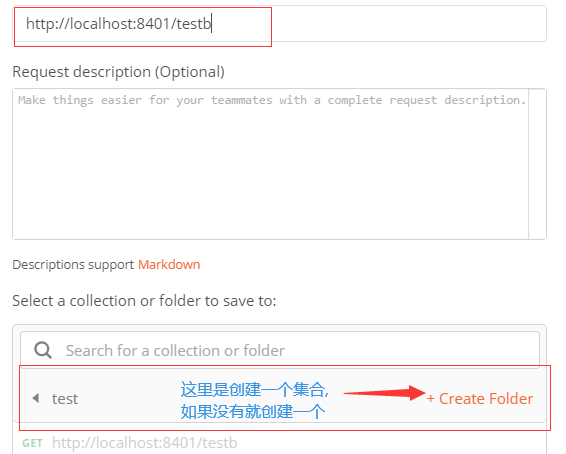 http://localhost:8401/testb
Request description (Optional)
Make things easier for your teammates with a complete request description.
Descriptions support Markdown
Select a collection or folder to save to:
Search for a collection or folder
test
这里是创建一个集合,
如果没有就创建一个
+ Create Folder
GET http://localhost:8401/testb